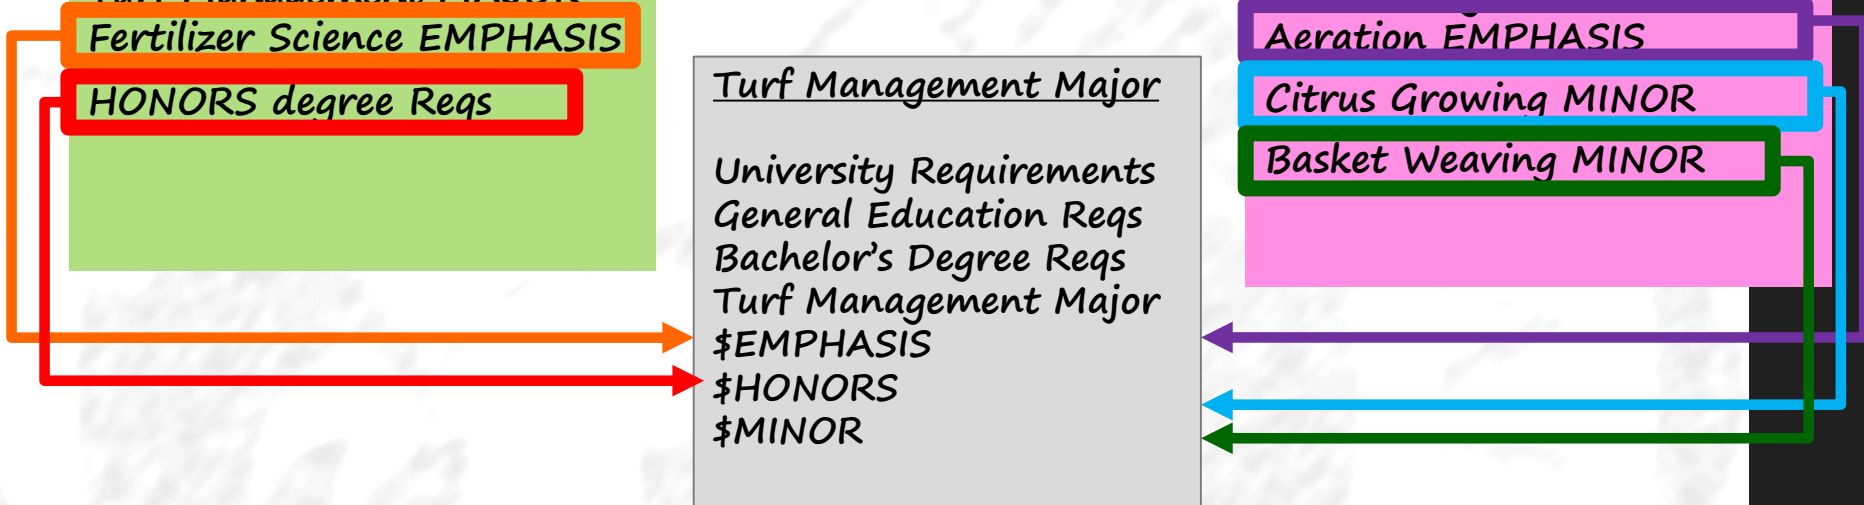 Fertilizer Science EMPHASIS
HONORS degree Reqs
Turf Management Major
University Requirements
General Education Reqs
Bachelor’s Degree Reqs
Turf Management Major
$EMPHASIS
$HONORS
$MINOR
Aeration EMPHASIS
Citrus Growing MINOR
Basket Weaving MINOR